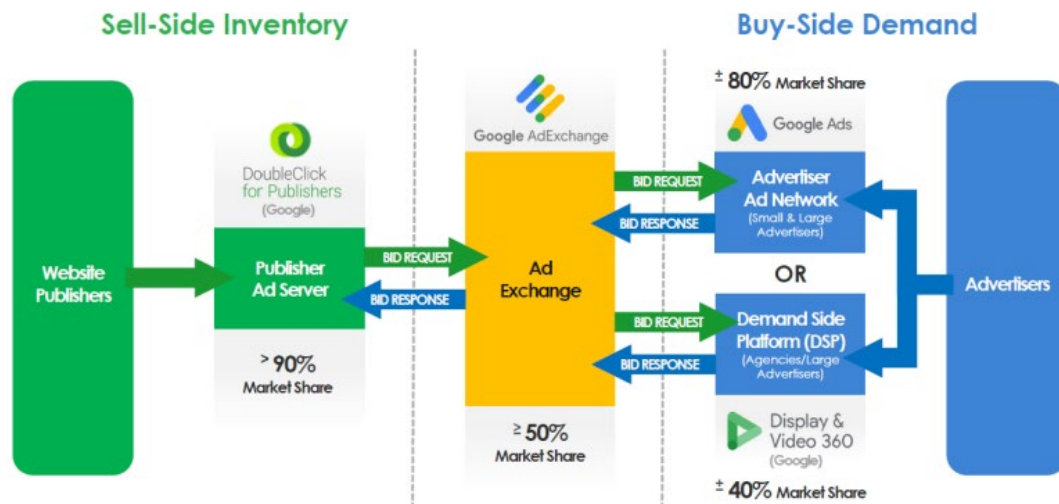 Sell-Side Inventory
Buy-Side Demand
Website
Publishers
DoubleClick
for Publishers
(Google)
Publisher
Ad Server
> 90%
Market Share
BID REQUEST
BID RESPONSE
Google AdExchange
Ad
Exchange
≥ 50%
Market Share
BID REQUEST
BID RESPONSE
BID REQUEST
BID RESPONSE
± 80% Market Share
Google Ads
Advertiser
Ad Network
(Small & Large
Advertisers)
OR
Demand Side
Platform (DSP)
(Agencies/Large
Advertisers)
Display &
Video 360
(Google)
± 40% Market Share
Advertisers